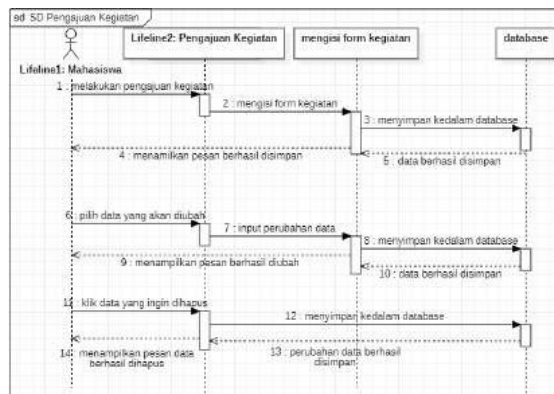 sd SD Pengajuan Kegiatan
Lifeline1: Mahasiswa
Lifeline2: Pengajuan Kegiatan
mengisi form kegiatan
database
1 : melakukan pengajuan kegiatan
2 : mengisi form kegiatan
3 : menyimpan kedalam database
4 : menamilkan pesan berhasil disimpan
5 : data berhasil disimpan
6 : pilih data yang akan diubah
7 : input perubahan data
8 : menyimpan kedalam database
9 : menampilkan pesan berhasil diubah
10 : data berhasil disimpan
11 : klik data yang ingin dihapus
12 : menyimpan kedalam database
13 : perubahan data berhasil
disimpan
14 : menampilkan pesan data
berhasil dihapus